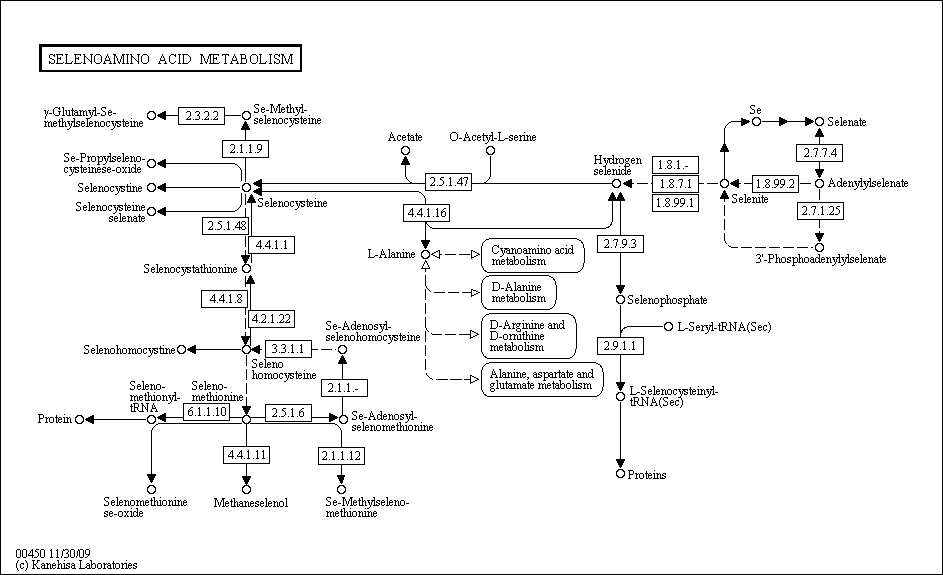 SELENOAMINO ACID METABOLISM
γ-Glutamyl-Se-
methylselenocysteine
2.3.2.2
Se-Methyl-
selenocysteine
2.1.1.9
Se-Propylseleno-
cysteinese-oxide
Selenocystine
Selenocysteine
selenate
Selenocysteine
2.5.1.48
4.4.1.1
Selenocystathionine
4.4.1.8
4.2.1.22
Selenohomocystine
Seleno
homocysteine
3.3.1.1
Se-Adenosyl-
selenohomocysteine
2.1.1.-
Seleno-
methionyl-
tRNA
Seleno-
methionine
Protein
6.1.1.10
2.5.1.6
Se-Adenosyl-
selenomethionine
4.4.1.11
2.1.1.12
Selenomethionine
se-oxide
Methaneselenol
Se-Methylseleno-
methionine
Acetate
O-Acetyl-L-serine
2.5.1.47
4.4.1.16
L-Alanine
Cyanoamino acid
metabolism
D-Alanine
metabolism
D-Arginine and
D-ornithine
metabolism
Alanine, aspartate and
glutamate metabolism
Hydrogen
selenide
1.8.1.-
1.8.7.1
1.8.99.1
Selenite
1.8.99.2
Se
Selenate
2.7.7.4
Adenylylselenate
2.7.1.25
3'-Phosphoadenylylselenate
2.7.9.3
Selenophosphate
L-Seryl-tRNA(Sec)
2.9.1.1
L-Selenocysteinyl-
tRNA(Sec)
Proteins
00450 11/30/09
(c) Kanehisa Laboratories